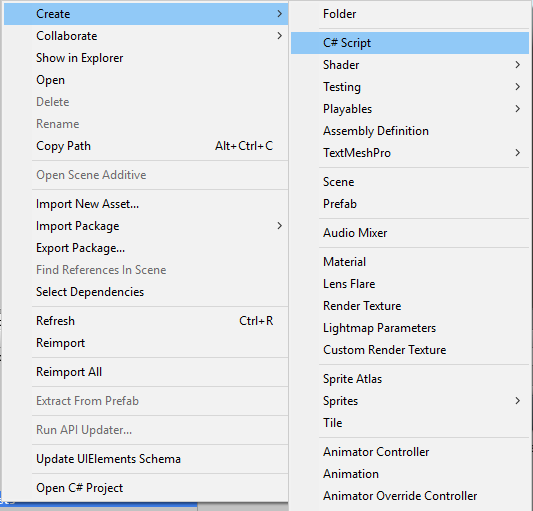 Create
Collaborate
Show in Explorer
Open
Delete
Rename
Copy Path Alt+Ctrl+C
Open Scene Additive
Import New Asset...
Import Package
Export Package...
Find References In Scene
Select Dependencies
Refresh Ctrl+R
Reimport
Reimport All
Extract From Prefab
Run API Updater...
Update UIElements Schema
Open C# Project
Folder
C# Script
Shader
Testing
Playables
Assembly Definition
TextMeshPro
Scene
Prefab
Audio Mixer
Material
Lens Flare
Render Texture
Lightmap Parameters
Custom Render Texture
Sprite Atlas
Sprites
Tile
Animator Controller
Animation
Animator Override Controller